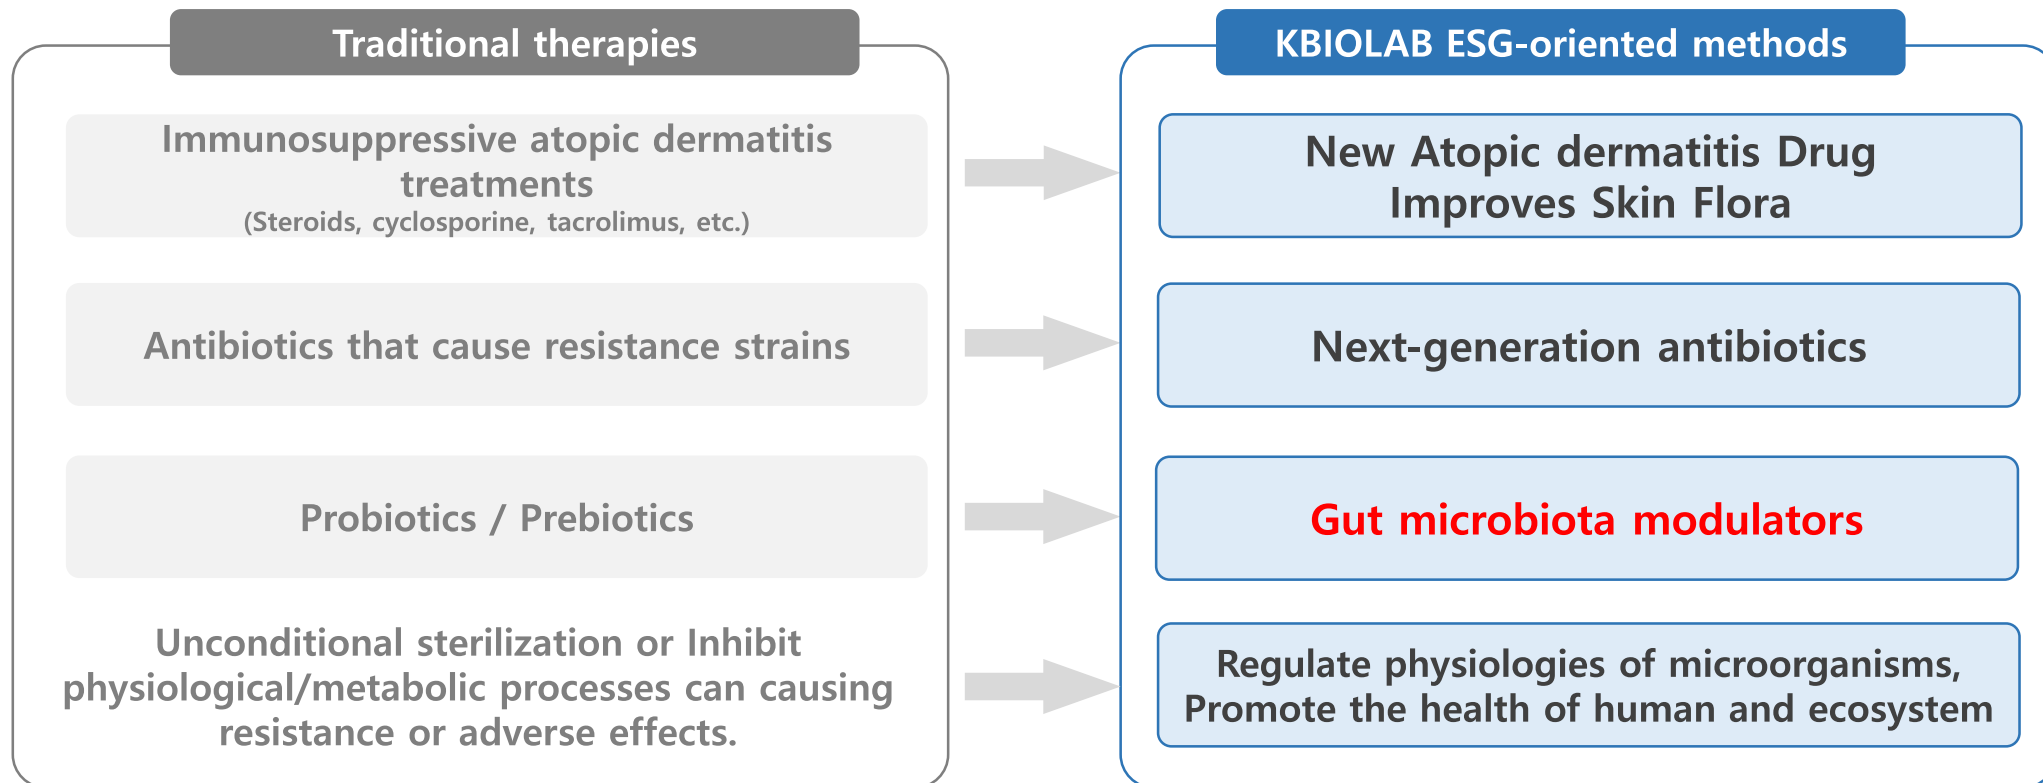 Traditional therapies
Immunosuppressive atopic dermatitis
treatments
(Steroids, cyclosporine, tacrolimus, etc.)
Antibiotics that cause resistance strains
Probiotics / Prebiotics
Unconditional sterilization or Inhibit
physiological/metabolic processes can causing
resistance or adverse effects.
KBIOLAB ESG-oriented methods
New Atopic dermatitis Drug
Improves Skin Flora
Next-generation antibiotics
Gut microbiota modulators
Regulate physiologies of microorganisms,
Promote the health of human and ecosystem